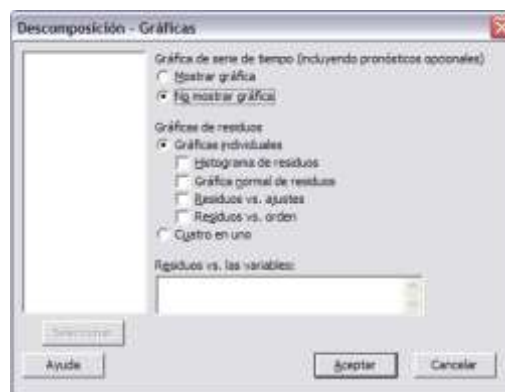 Descomposición - Gráficas
Gráfica de serie de tiempo (incluyendo pronósticos opcionales)
Mostrar gráfica
No mostrar gráfica
Gráficas de residuos
Gráficas individuales
Histograma de residuos
Gráfica normal de residuos
Residuos vs. ajustes
Residuos vs. orden
Cuatro en uno
Residuos vs. las variables:
Seleccionar
Ayuda
Aceptar
Cancelar